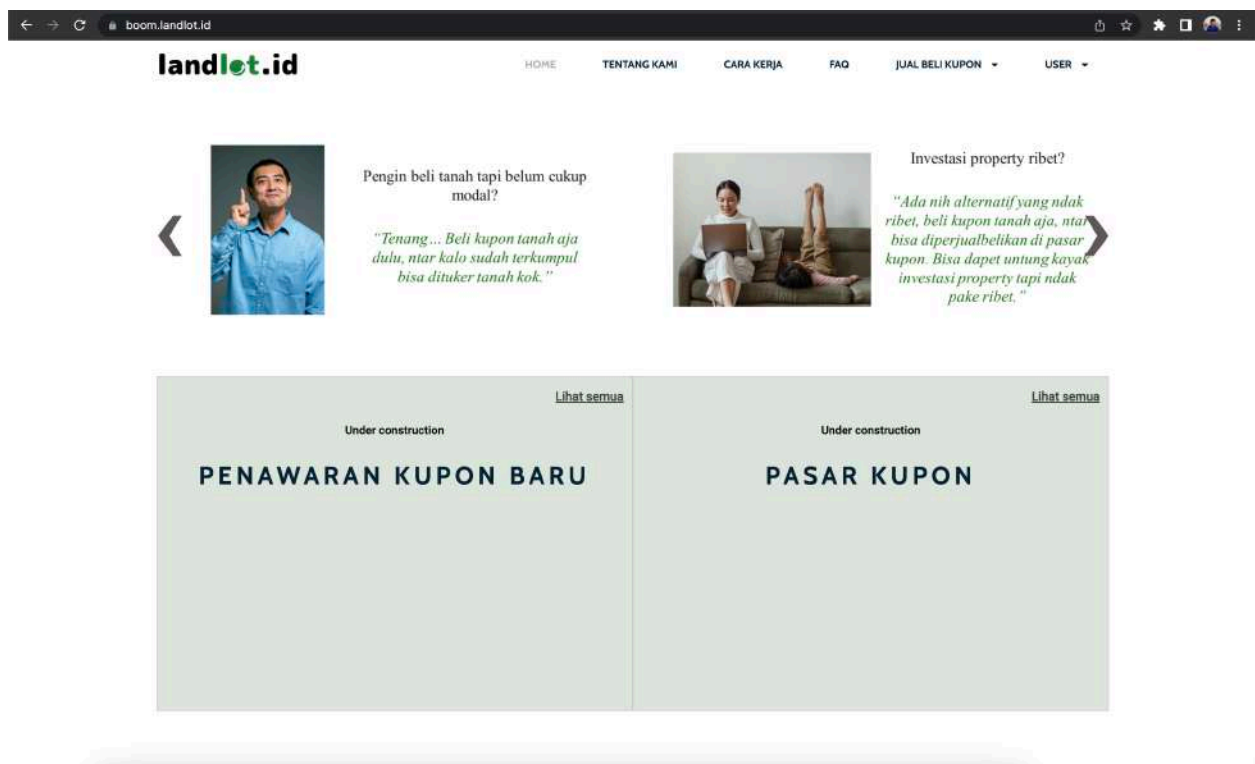 boom.landlot.id
landlot.id
HOME TENTANG KAMI CARA KERJA FAQ JUAL BELI KUPON USER
Pengin beli tanah tapi belum cukup
modal?
"Tenang... Beli kupon tanah aja
dulu, ntar kalo sudah terkumpul
bisa dituker tanah kok."
Investasi property ribet?
"Ada nih alternatif yang ndak
ribet, beli kupon tanah aja, ntar
bisa diperjualbelikan di pasar
kupon. Bisa dapet untung kayak
investasi property tapi ndak
pake ribet."
Lihat semua
Under construction
PENAWARAN KUPON BARU
Lihat semua
Under construction
PASAR KUPON